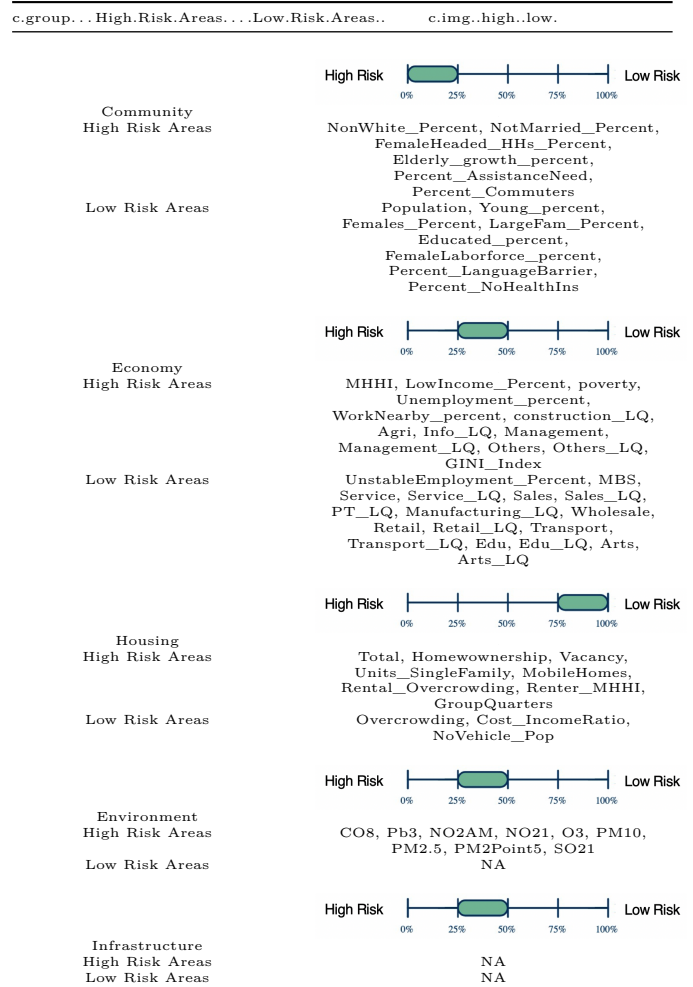 c.group...High.Risk.Areas....Low.Risk.Areas.. c.img..high..low.
High Risk Low Risk
0% 25% 50% 75% 100%
Community
High Risk Areas NonWhite_Percent, NotMarried_Percent,
FemaleHeaded_HHs_Percent,
Elderly_growth_percent,
Percent_AssistanceNeed,
Percent_Commuters
Low Risk Areas Population, Young_percent,
Females_Percent, LargeFam_Percent,
Educated_percent,
FemaleLaborforce_percent,
Percent_LanguageBarrier,
Percent_NoHealthIns
High Risk Low Risk
0% 25% 50% 75% 100%
Economy
High Risk Areas MHHI, LowIncome_Percent, poverty,
Unemployment_percent,
WorkNearby_percent, construction_LQ,
Agri, Info_LQ, Management,
Management_LQ, Others, Others_LQ,
GINI_Index
Low Risk Areas UnstableEmployment_Percent, MBS,
Service, Service_LQ, Sales, Sales_LQ,
PT_LQ, Manufacturing_LQ, Wholesale,
Retail, Retail_LQ, Transport,
Transport_LQ, Edu, Edu_LQ, Arts,
Arts_LQ
High Risk Low Risk
0% 25% 50% 75% 100%
Housing
High Risk Areas Total, Homewownership, Vacancy,
Units_SingleFamily, MobileHomes,
Rental_Overcrowding, Renter_MHHI,
GroupQuarters
Low Risk Areas Overcrowding, Cost_IncomeRatio,
NoVehicle_Pop
High Risk Low Risk
0% 25% 50% 75% 100%
Environment
High Risk Areas CO8, Pb3, NO2AM, NO21, O3, PM10,
PM2.5, PM2Point5, SO21
Low Risk Areas NA
High Risk Low Risk
0% 25% 50% 75% 100%
Infrastructure
High Risk Areas NA
Low Risk Areas NA